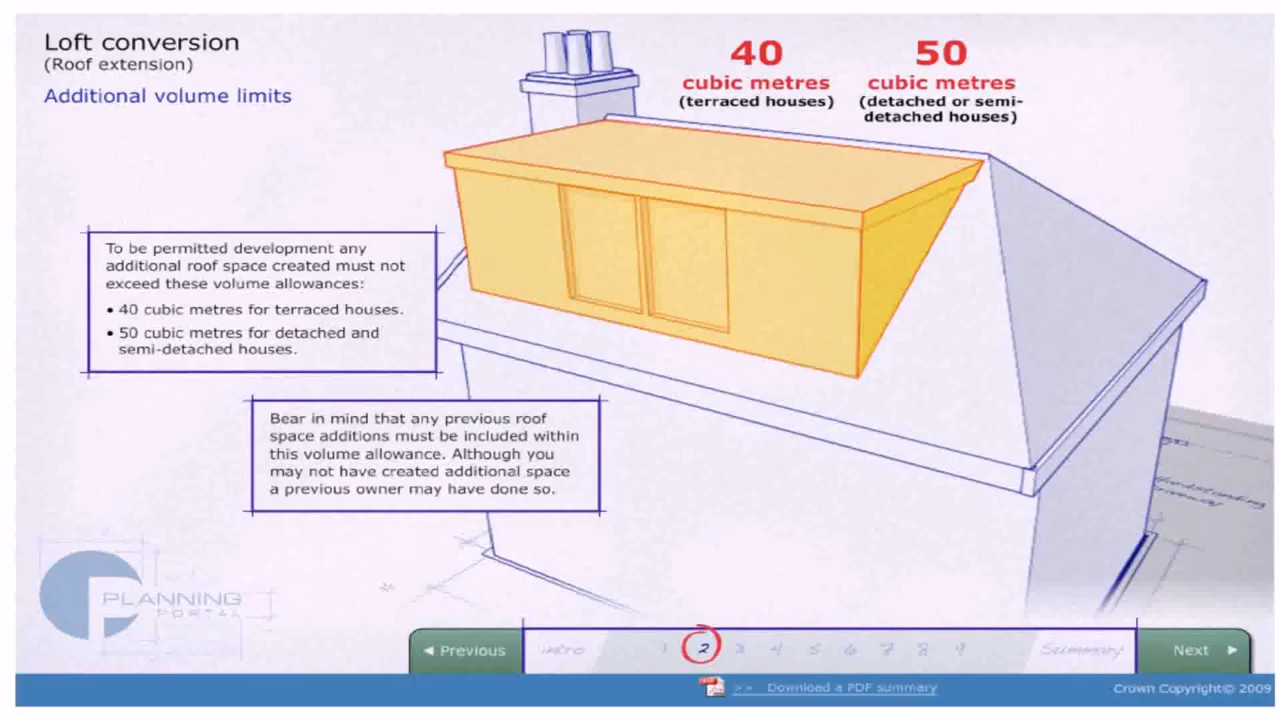 Loft conversion
(Roof extension)
Additional volume limits
40
cubic metres
(terraced houses)
50
cubic metres
(detached or semi-
detached houses)
To be permitted development any
additional roof space created must not
exceed these volume allowances:
• 40 cubic metres for terraced houses.
• 50 cubic metres for detached and
semi-detached houses.
Bear in mind that any previous roof
space additions must be included within
this volume allowance. Although you
may not have created additional space
a previous owner may have done so.
PLANNING
PORTAL
◄ Previous
intro 1 2 3 4 5 6 7 8 9 Summary
Next ►
>> Download a PDF summary
Crown Copyright© 2009